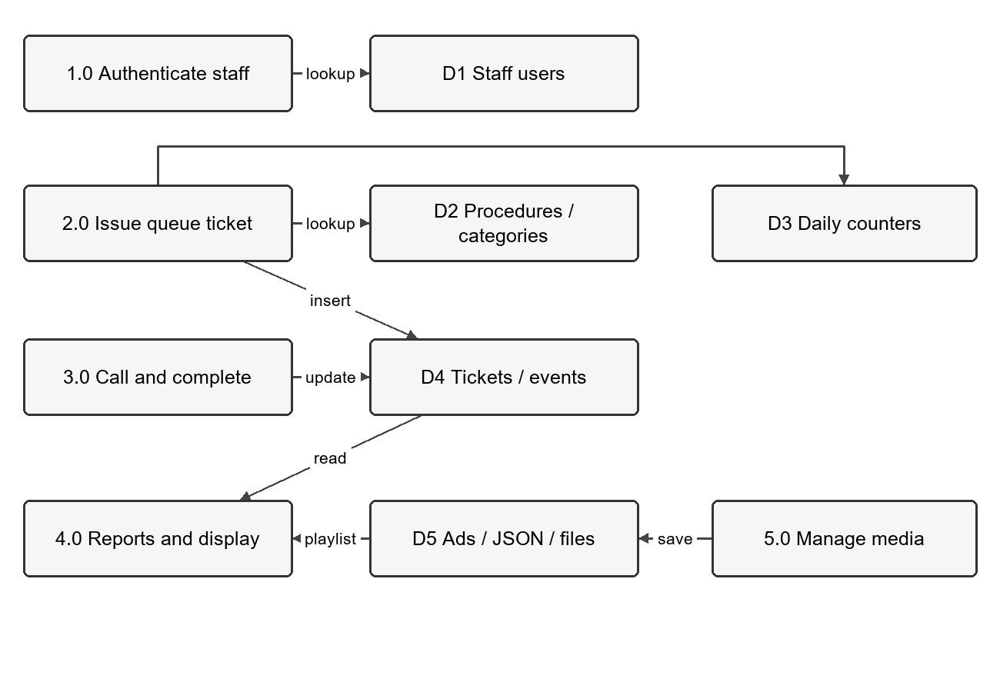 1.0 Authenticate staff
lookup
D1 Staff users
2.0 Issue queue ticket
lookup
D2 Procedures /
categories
D3 Daily counters
insert
3.0 Call and complete
update
D4 Tickets / events
read
4.0 Reports and display
playlist
D5 Ads / JSON / files
save
5.0 Manage media